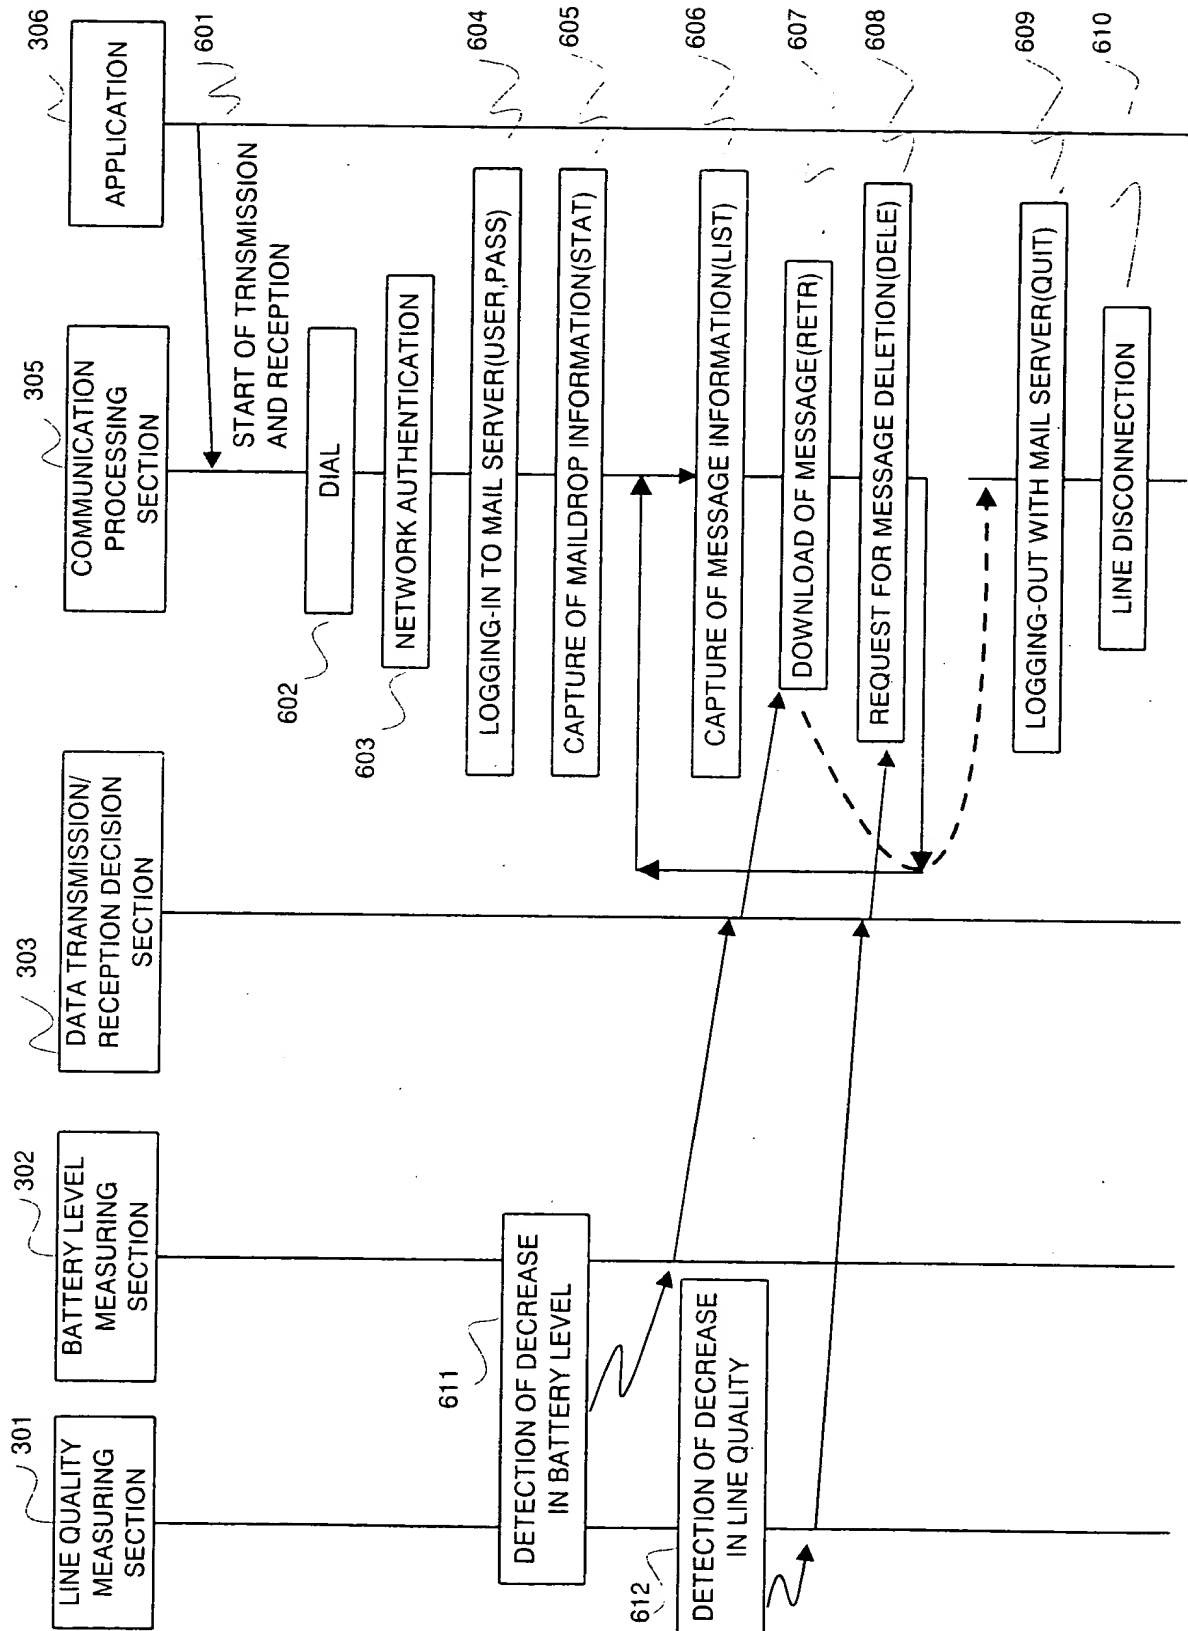 301
LINE QUALITY
MEASURING
SECTION
302
BATTERY LEVEL
MEASURING
SECTION
303
DATA TRANSMISSION/
RECEPTION DECISION
SECTION
305
COMMUNICATION
PROCESSING
SECTION
306
APPLICATION
601
START OF TRNSMISSION
AND RECEPTION
602
DIAL
603
NETWORK AUTHENTICATION
604
LOGGING-IN TO MAIL SERVER(USER,PASS)
605
CAPTURE OF MAILDROP INFORMATION(STAT)
611
DETECTION OF DECREASE
IN BATTERY LEVEL
606
CAPTURE OF MESSAGE INFORMATION(LIST)
612
DETECTION OF DECREASE
IN LINE QUALITY
607
DOWNLOAD OF MESSAGE(RETR)
608
REQUEST FOR MESSAGE DELETION(DELE)
609
LOGGING-OUT WITH MAIL SERVER(QUIT)
610
LINE DISCONNECTION